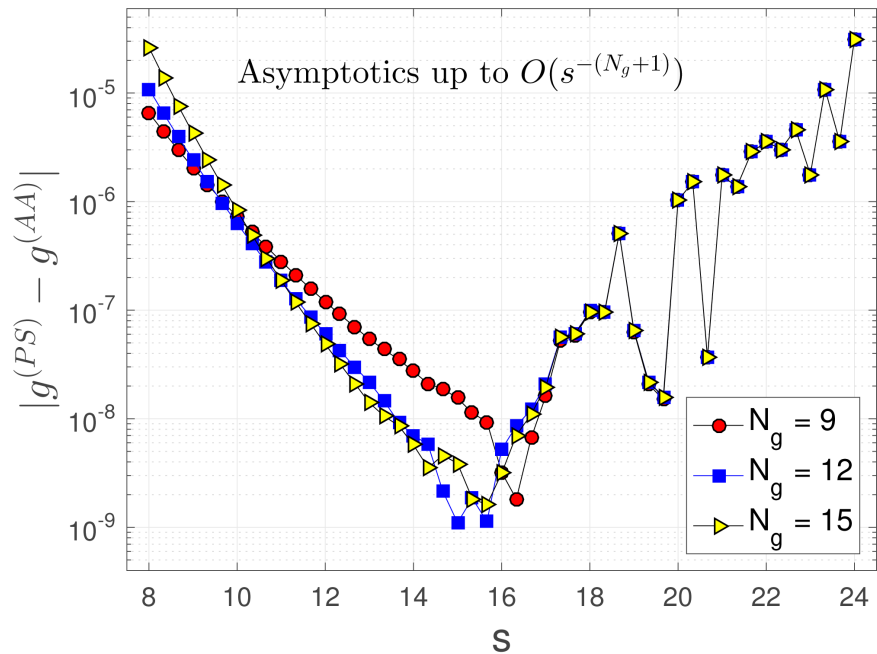 Asymptotics up to $O(s^{-(N_g+1)})$
$|g^{(PS)} - g^{(AA)}|$
10^{-5}
10^{-6}
10^{-7}
10^{-8}
10^{-9}
N_g = 9
N_g = 12
N_g = 15
8 10 12 14 16 18 20 22 24
s